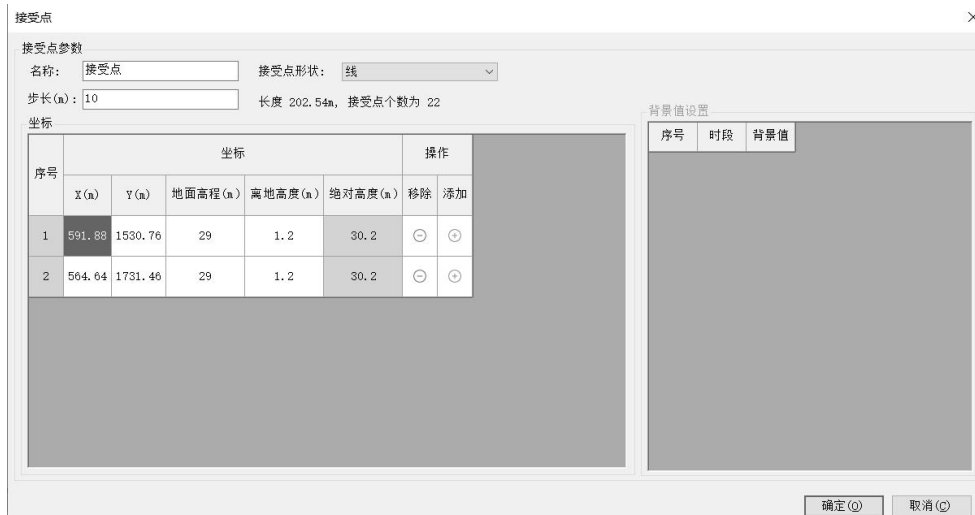 接受点
接受点参数
名称: 接受点 接受点形状: 线
步长(m): 10 长度 202.54m, 接受点个数为 22
坐标
序号 坐标 操作
X(m) Y(m) 地面高程(m) 离地高度(m) 绝对高度(m) 移除 添加
1 591.88 1530.76 29 1.2 30.2
2 564.64 1731.46 29 1.2 30.2
背景值设置
序号 时段 背景值
确定(O) 取消(C)